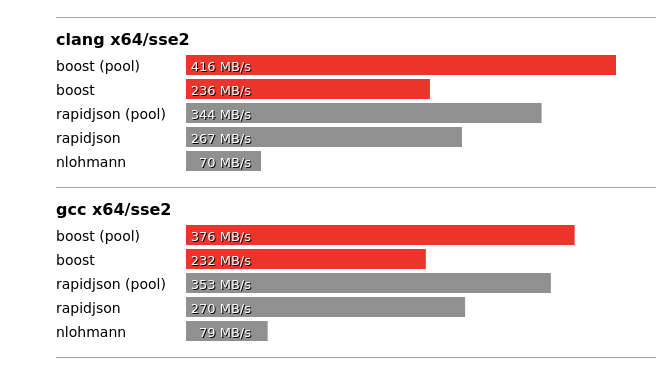 clang x64/sse2
boost (pool) 416 MB/s
boost 236 MB/s
rapidjson (pool) 344 MB/s
rapidjson 267 MB/s
nlohmann 70 MB/s
gcc x64/sse2
boost (pool) 376 MB/s
boost 232 MB/s
rapidjson (pool) 353 MB/s
rapidjson 270 MB/s
nlohmann 79 MB/s